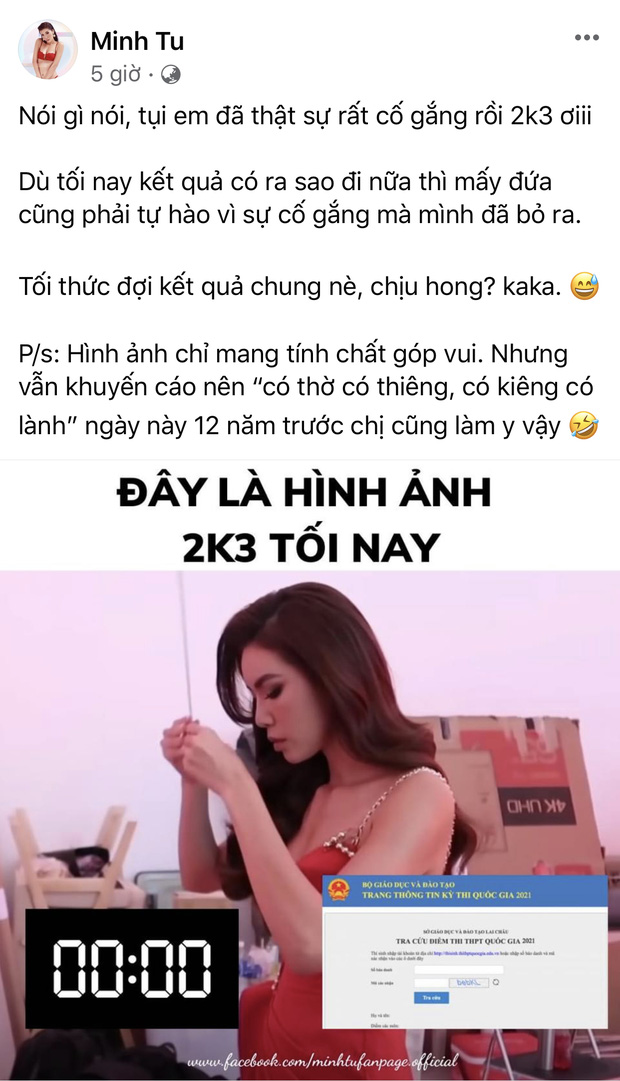 Minh Tu
5 giờ ·
Nói gì nói, tụi em đã thật sự rất cố gắng rồi 2k3 ơiii
Dù tối nay kết quả có ra sao đi nữa thì mấy đứa
cũng phải tự hào vì sự cố gắng mà mình đã bỏ ra.
Tối thức đợi kết quả chung nè, chịu hong? kaka. 😅
P/s: Hình ảnh chỉ mang tính chất góp vui. Nhưng
vẫn khuyến cáo nên “có thờ có thiêng, có kiêng có
lành” ngày này 12 năm trước chị cũng làm y vậy 🤣
ĐÂY LÀ HÌNH ẢNH
2K3 TỐI NAY
4K UHD
BỘ GIÁO DỤC VÀ ĐÀO TẠO
TRANG THÔNG TIN KỲ THI QUỐC GIA 2021
SỞ GIÁO DỤC VÀ ĐÀO TẠO LAI CHÂU
TRA CỨU ĐIỂM THI THPT QUỐC GIA 2021
Số báo danh
Mã xác nhận
Tra cứu
Họ và tên:
Điểm các môn:
00:00
www.facebook.com/minhtufanpage.official